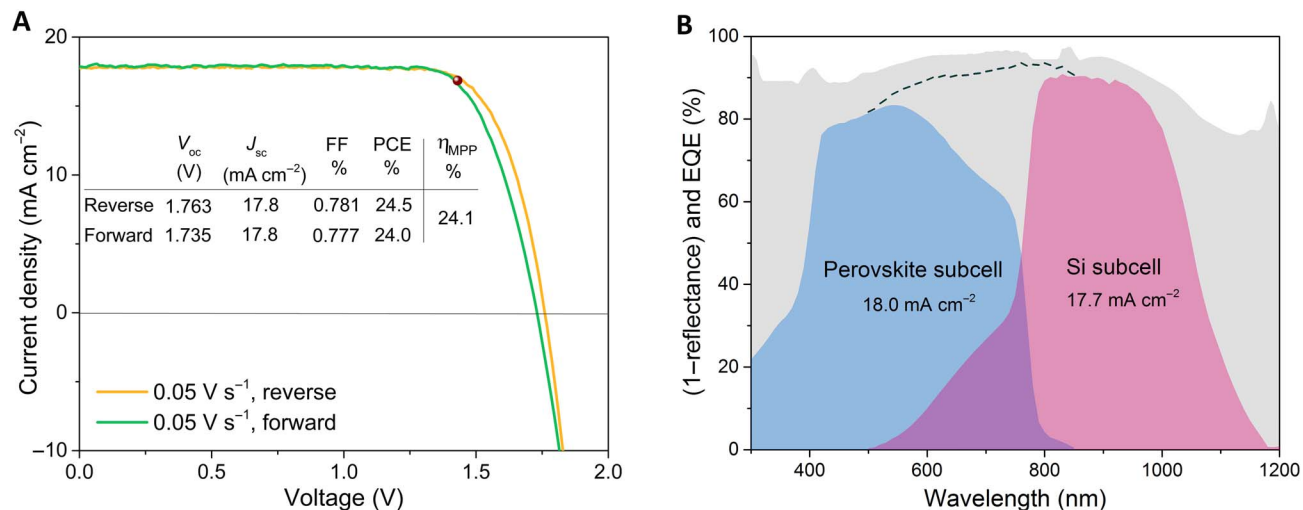 A
Current density (mA cm⁻²)
20
10
0
−10
V_oc (V) J_sc (mA cm⁻²) FF % PCE % η_MPP %
Reverse 1.763 17.8 0.781 24.5
24.1
Forward 1.735 17.8 0.777 24.0
0.05 V s⁻¹, reverse
0.05 V s⁻¹, forward
0.0 0.5 1.0 1.5 2.0
Voltage (V)
B
(1−reflectance) and EQE (%)
100
80
60
40
20
0
Perovskite subcell
18.0 mA cm⁻²
Si subcell
17.7 mA cm⁻²
400 600 800 1000 1200
Wavelength (nm)